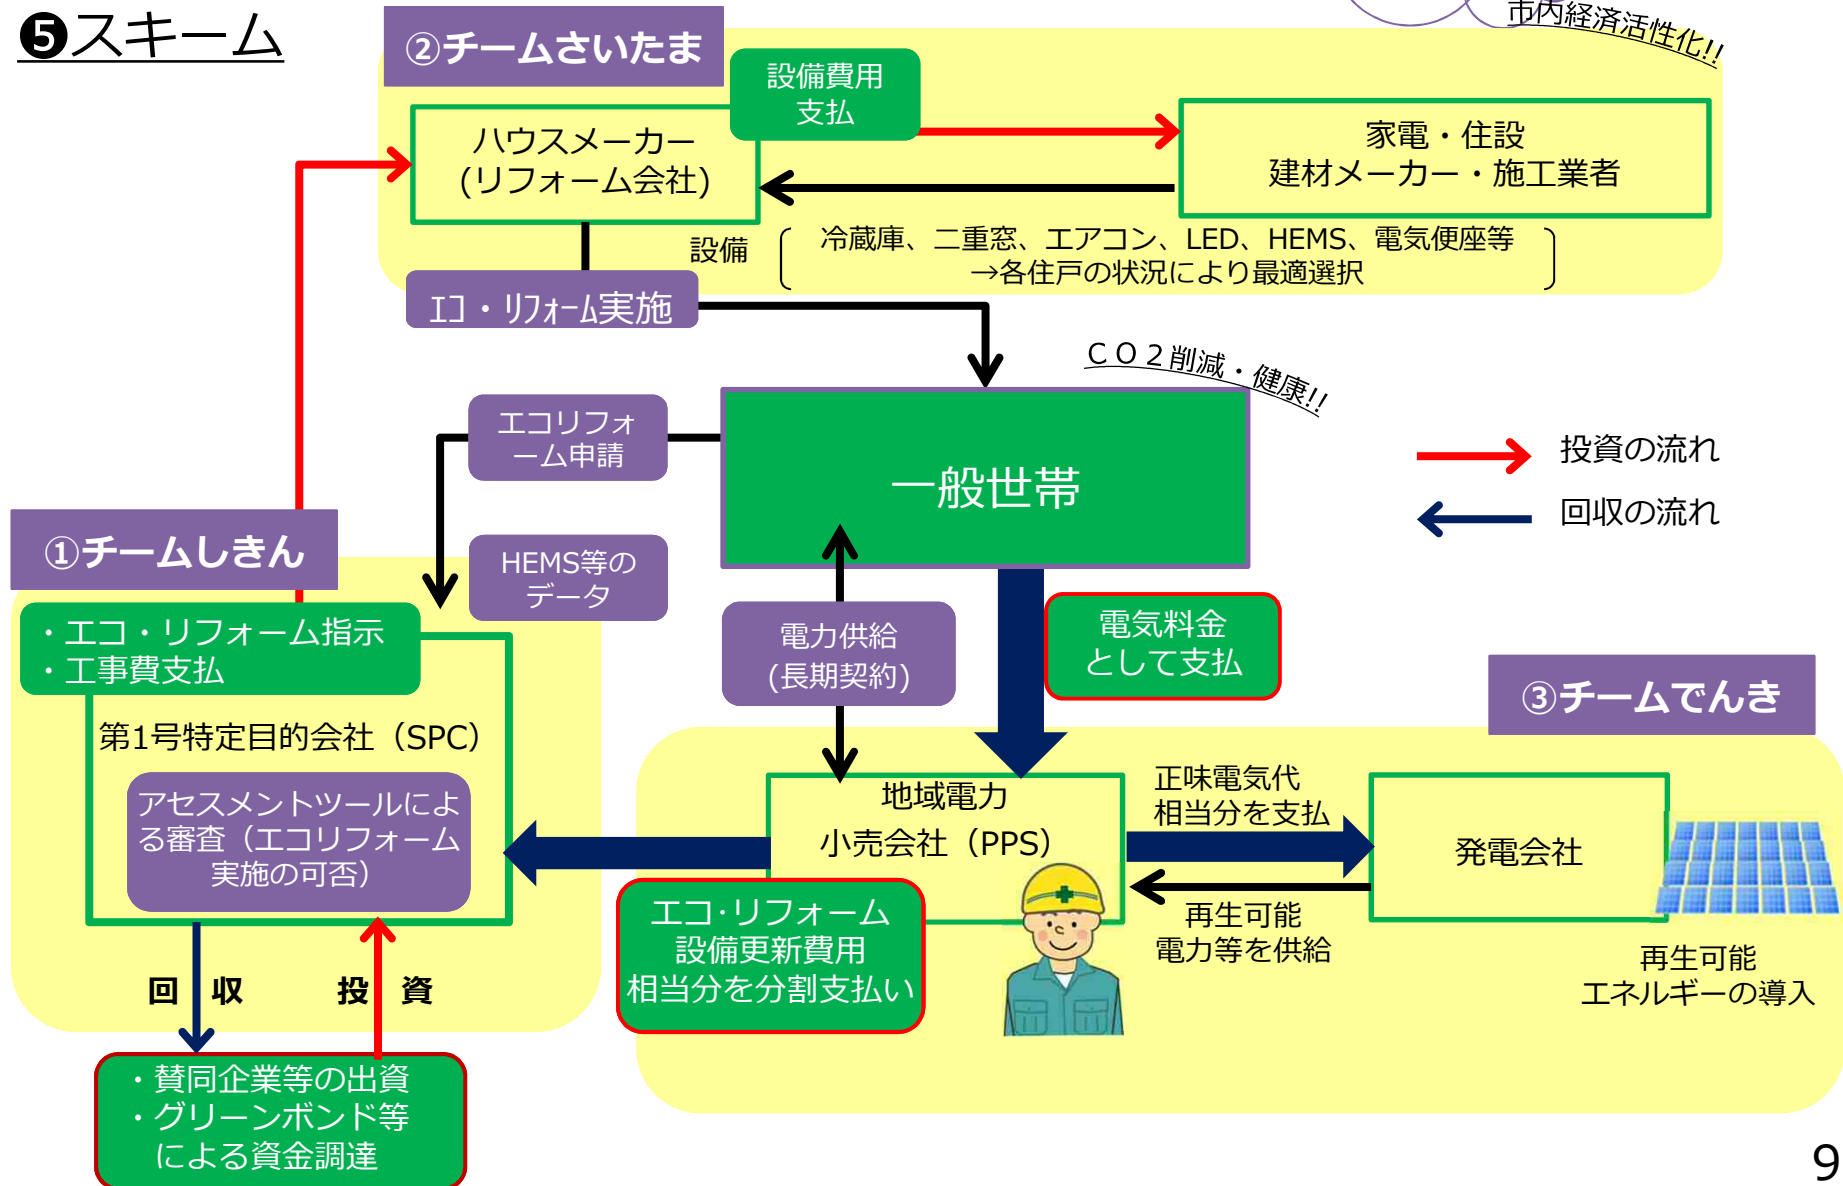 ❺スキーム
市内経済活性化!!
②チームさいたま
設備費用
支払
ハウスメーカー
(リフォーム会社)
家電・住設
建材メーカー・施工業者
設備
冷蔵庫、二重窓、エアコン、LED、HEMS、電気便座等
→各住戸の状況により最適選択
ｴｺ・ﾘﾌｫｰﾑ実施
ＣＯ２削減・健康!!
エコリフォ
ーム申請
一般世帯
投資の流れ
回収の流れ
①チームしきん
HEMS等の
データ
・エコ・リフォーム指示
・工事費支払
電力供給
(長期契約)
電気料金
として支払
③チームでんき
第1号特定目的会社（SPC）
アセスメントツールによ
る審査（エコリフォーム
実施の可否）
地域電力
小売会社（PPS）
正味電気代
相当分を支払
発電会社
エコ・リフォーム
設備更新費用
相当分を分割支払い
再生可能
電力等を供給
再生可能
エネルギーの導入
回 収
投 資
・賛同企業等の出資
・グリーンボンド等
による資金調達
9